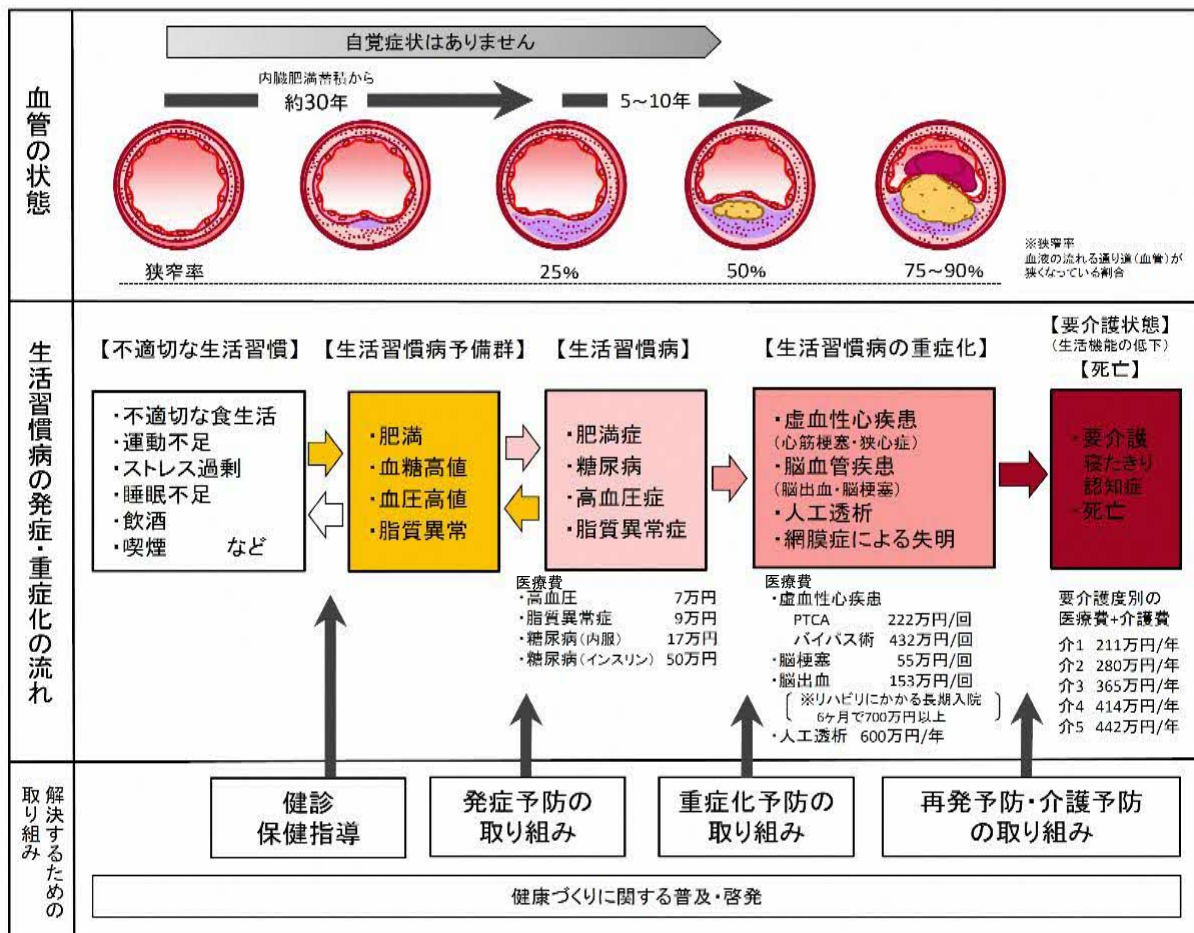 血管の状態
自覚症状はありません
内臓肥満蓄積から
約30年
5～10年
狭窄率
25%
50%
75～90%
※狭窄率
血液の流れる通り道(血管)が
狭くなっている割合
生活習慣病の発症・重症化の流れ
【不適切な生活習慣】
・不適切な食生活
・運動不足
・ストレス過剰
・睡眠不足
・飲酒
・喫煙 など
【生活習慣病予備群】
・肥満
・血糖高値
・血圧高値
・脂質異常
【生活習慣病】
・肥満症
・糖尿病
・高血圧症
・脂質異常症
医療費
・高血圧 7万円
・脂質異常症 9万円
・糖尿病(内服) 17万円
・糖尿病(インスリン) 50万円
【生活習慣病の重症化】
・虚血性心疾患
(心筋梗塞・狭心症)
・脳血管疾患
(脳出血・脳梗塞)
・人工透析
・網膜症による失明
医療費
・虚血性心疾患
PTCA 222万円/回
バイパス術 432万円/回
・脳梗塞 55万円/回
・脳出血 153万円/回
※リハビリにかかる長期入院
6ヶ月で700万円以上
・人工透析 600万円/年
【要介護状態】
(生活機能の低下)
【死亡】
・要介護
寝たきり
認知症
・死亡
要介護度別の
医療費+介護費
介1 211万円/年
介2 280万円/年
介3 365万円/年
介4 414万円/年
介5 442万円/年
解決するための
取り組み
健診
保健指導
発症予防の
取り組み
重症化予防の
取り組み
再発予防・介護予防
の取り組み
健康づくりに関する普及・啓発